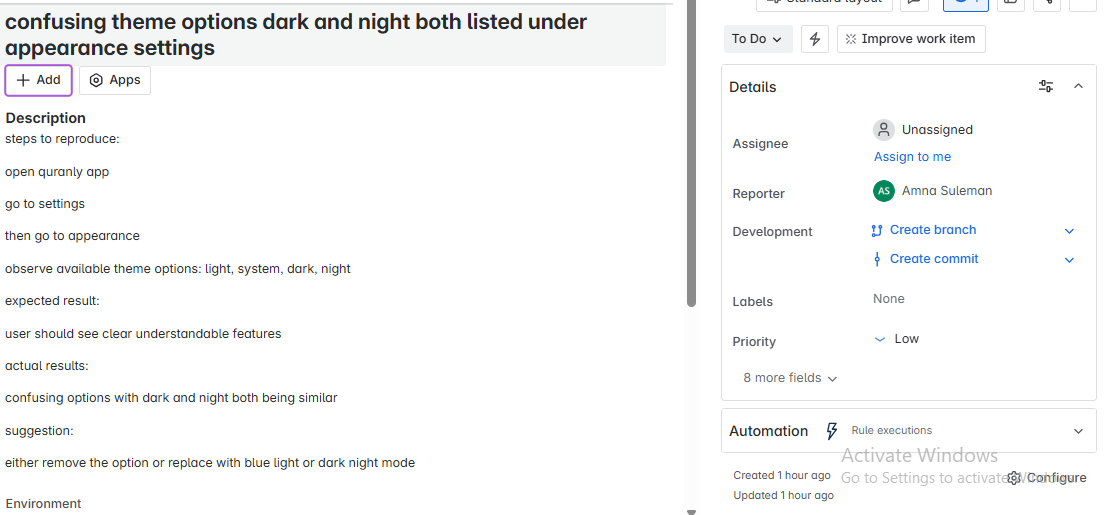 confusing theme options dark and night both listed under
appearance settings
Add
Apps
Description
steps to reproduce:
open quranly app
go to settings
then go to appearance
observe available theme options: light, system, dark, night
expected result:
user should see clear understandable features
actual results:
confusing options with dark and night both being similar
suggestion:
either remove the option or replace with blue light or dark night mode
Environment
Standard layout
1
To Do
Improve work item
Details
Assignee
Unassigned
Assign to me
Reporter
AS Amna Suleman
Development
Create branch
Create commit
Labels
None
Priority
Low
8 more fields
Automation
Rule executions
Activate Windows
Created 1 hour ago
Go to Settings to activate Windows.
Configure
Updated 1 hour ago